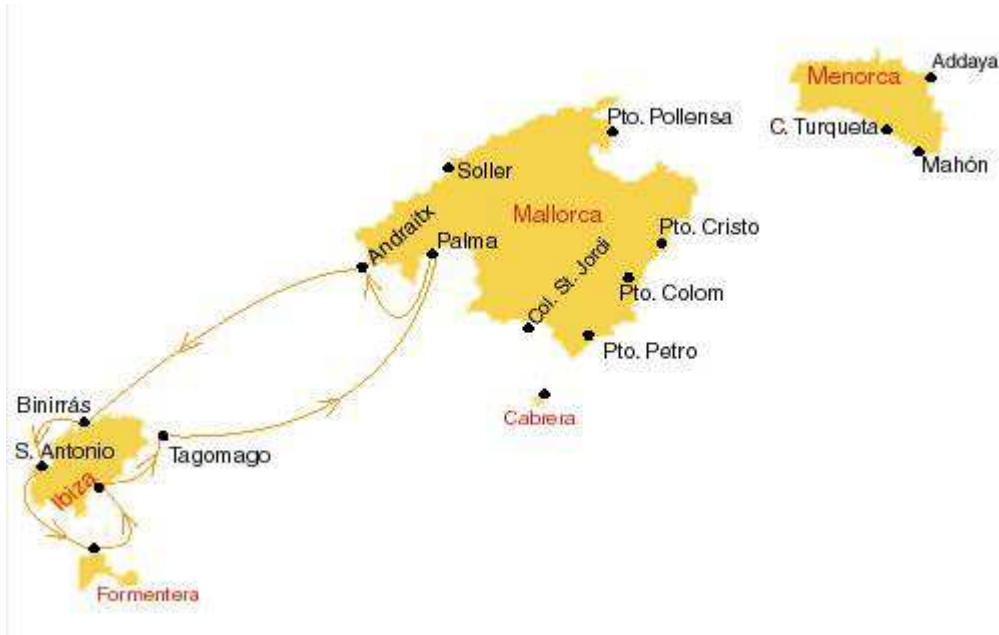 Addaya
Menorca
Pto. Pollensa
C. Turqueta
Mahón
Soller
Mallorca
Andraitx
Palma
Pto. Cristo
Col. St. Jordi
Pto. Colom
Pto. Petro
Binirrás
Cabrera
S. Antonio
Tagomago
Ibiza
Formentera